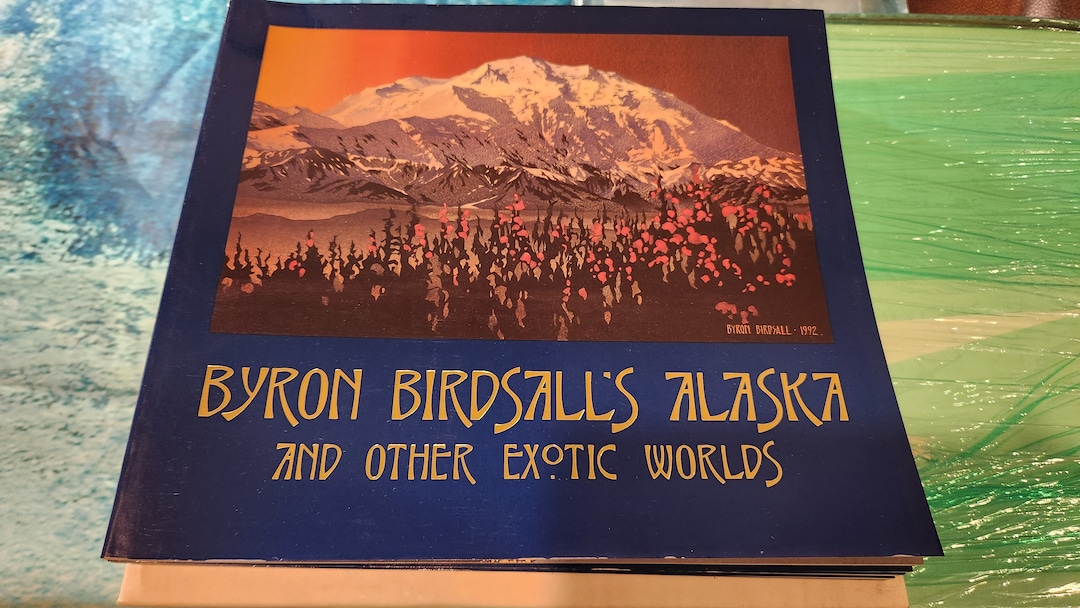 BYRON BIRDSALL · 1992
BYRON BIRDSALL'S ALASKA
AND OTHER EXOTIC WORLDS